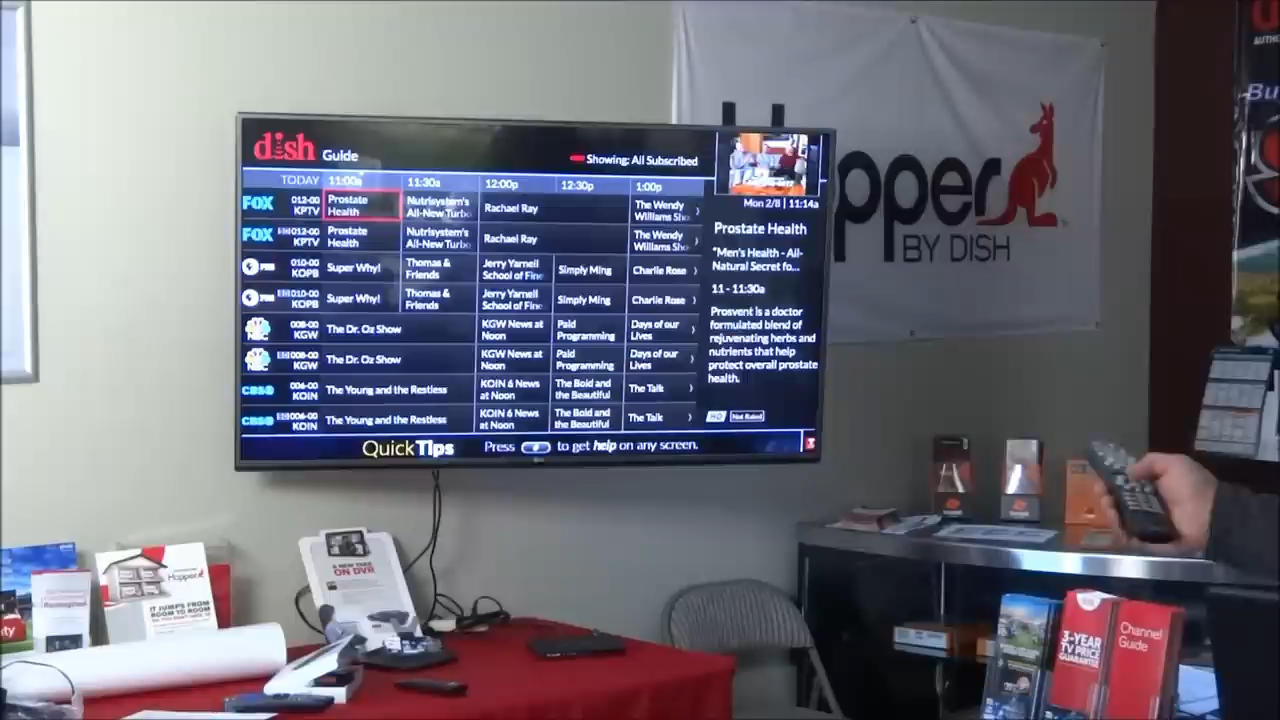 dish Guide
Showing: All Subscribed
TODAY 11:00a 11:30a 12:00p 12:30p 1:00p
Mon 2/8 | 11:14a
FOX 012-00 KPTV
Prostate Health
Nutrisystem's All-New Turbo
Rachael Ray
The Wendy Williams Sho
FOX 012-00 KPTV
Prostate Health
Nutrisystem's All-New Turbo
Rachael Ray
The Wendy Williams Sho
PBS 010-00 KOPB
Super Why!
Thomas & Friends
Jerry Yarnell School of Fine
Simply Ming
Charlie Rose
PBS 010-00 KOPB
Super Why!
Thomas & Friends
Jerry Yarnell School of Fine
Simply Ming
Charlie Rose
NBC 008-00 KGW
The Dr. Oz Show
KGW News at Noon
Paid Programming
Days of our Lives
NBC 008-00 KGW
The Dr. Oz Show
KGW News at Noon
Paid Programming
Days of our Lives
CBS 006-00 KOIN
The Young and the Restless
KOIN 6 News at Noon
The Bold and the Beautiful
The Talk
CBS 006-00 KOIN
The Young and the Restless
KOIN 6 News at Noon
The Bold and the Beautiful
The Talk
Prostate Health
"Men's Health - All-
Natural Secret fo...
11 - 11:30a
Prosvent is a doctor
formulated blend of
rejuvenating herbs and
nutrients that help
protect overall prostate
health.
HD Not Rated
QuickTips Press to get help on any screen.
pper
BY DISH
Bu
Hopper
IT JUMPS FROM
ROOM TO ROOM
A NEW TAKE
ON DVR
3-YEAR
TV PRICE
GUARANTEE
Channel
Guide